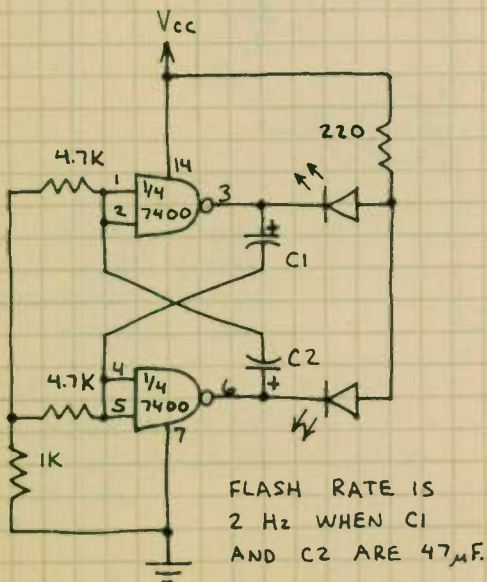 Vcc
220
4.7K
14
1
1/4
3
2
7400
C1
C2
4.7K
4
1/4
6
5
7400
7
1K
FLASH RATE IS
2 Hz WHEN C1
AND C2 ARE 47µF.